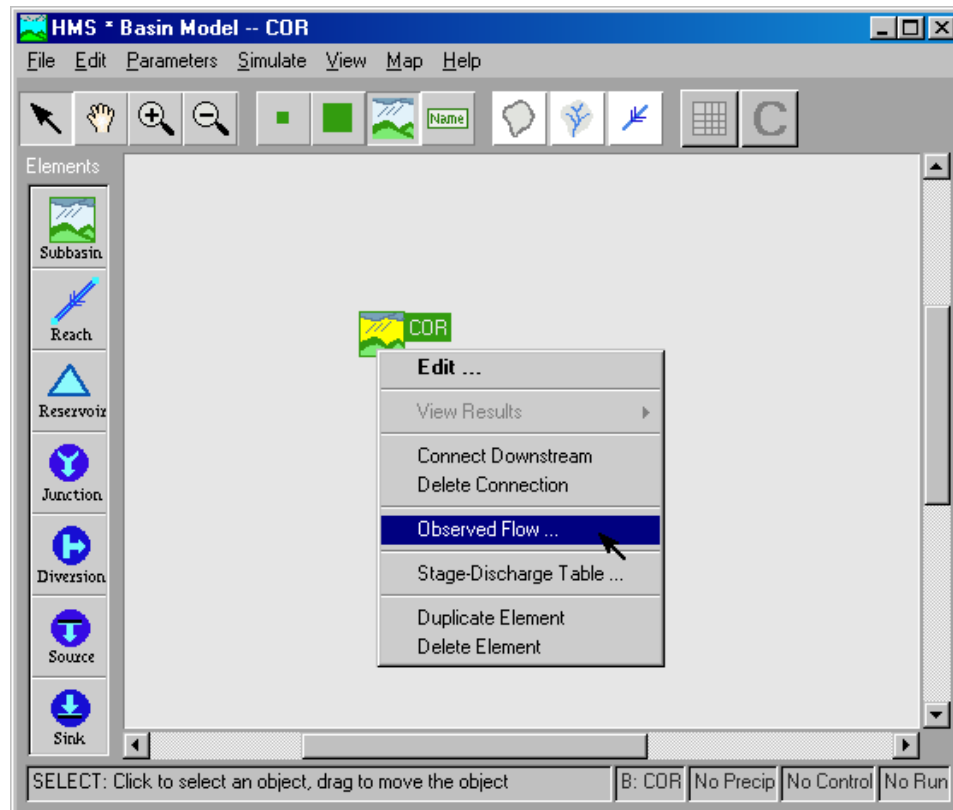 HMS * Basin Model -- COR
File Edit Parameters Simulate View Map Help
Name
C
Elements
Subbasin
Reach
Reservoir
Junction
Diversion
Source
Sink
COR
Edit ...
View Results
Connect Downstream
Delete Connection
Observed Flow ...
Stage-Discharge Table ...
Duplicate Element
Delete Element
SELECT: Click to select an object, drag to move the object B: COR No Precip No Control No Run